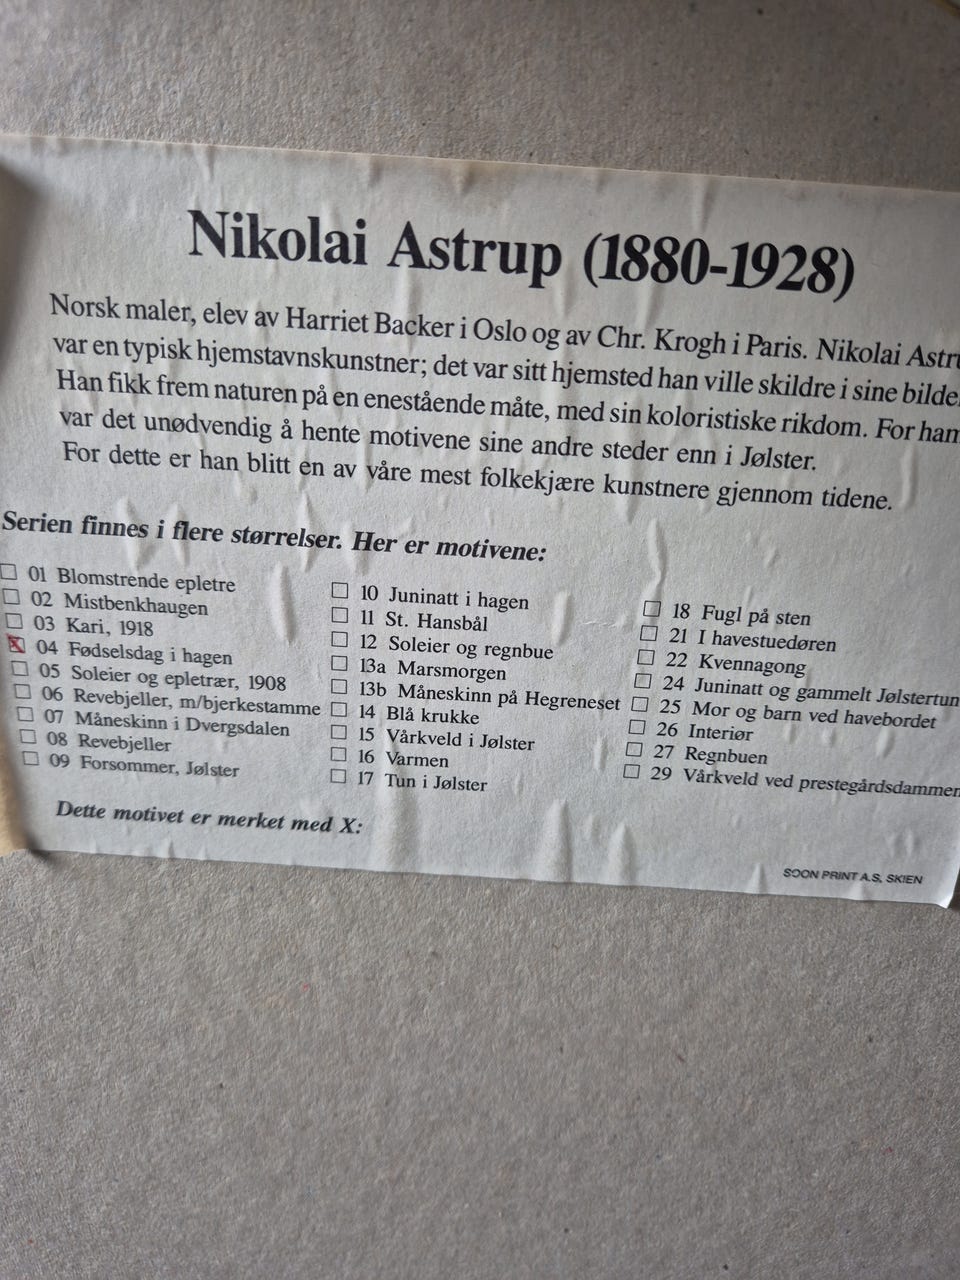 Nikolai Astrup (1880-1928)
Norsk maler, elev av Harriet Backer i Oslo og av Chr. Krogh i Paris. Nikolai
var en typisk hjemstavnskunstner; det var sitt hjemsted han ville skildre i sine
Han fikk frem naturen på en enestående måte, med sin koloristiske rikdom. For
var det unødvendig å hente motivene sine andre steder enn i Jølster.
For dette er han blitt en av våre mest folkekjære kunstnere gjennom tidene.
Serien finnes i flere størrelser. Her er motivene:
01 Blomstrende epletre
02 Mistbenkhaugen
03 Kari, 1918
X 04 Fødselsdag i hagen
05 Soleier og epletrær, 1908
06 Revebjeller, m/bjerkestamme
07 Måneskinn i Dvergsdalen
08 Revebjeller
09 Forsommer, Jølster
10 Juninatt i hagen
11 St. Hansbål
12 Soleier og regnbue
13a Marsmorgen
13b Måneskinn på Hegreneset
14 Blå krukke
15 Vårkveld i Jølster
16 Varmen
17 Tun i Jølster
18 Fugl på sten
21 I havestuedøren
22 Kvennagong
24 Juninatt og gammelt Jølstertun
25 Mor og barn ved havebordet
26 Interiør
27 Regnbuen
29 Vårkveld ved prestegårdsdammen
Dette motivet er merket med X:
SOON PRINT A.S. SKIEN